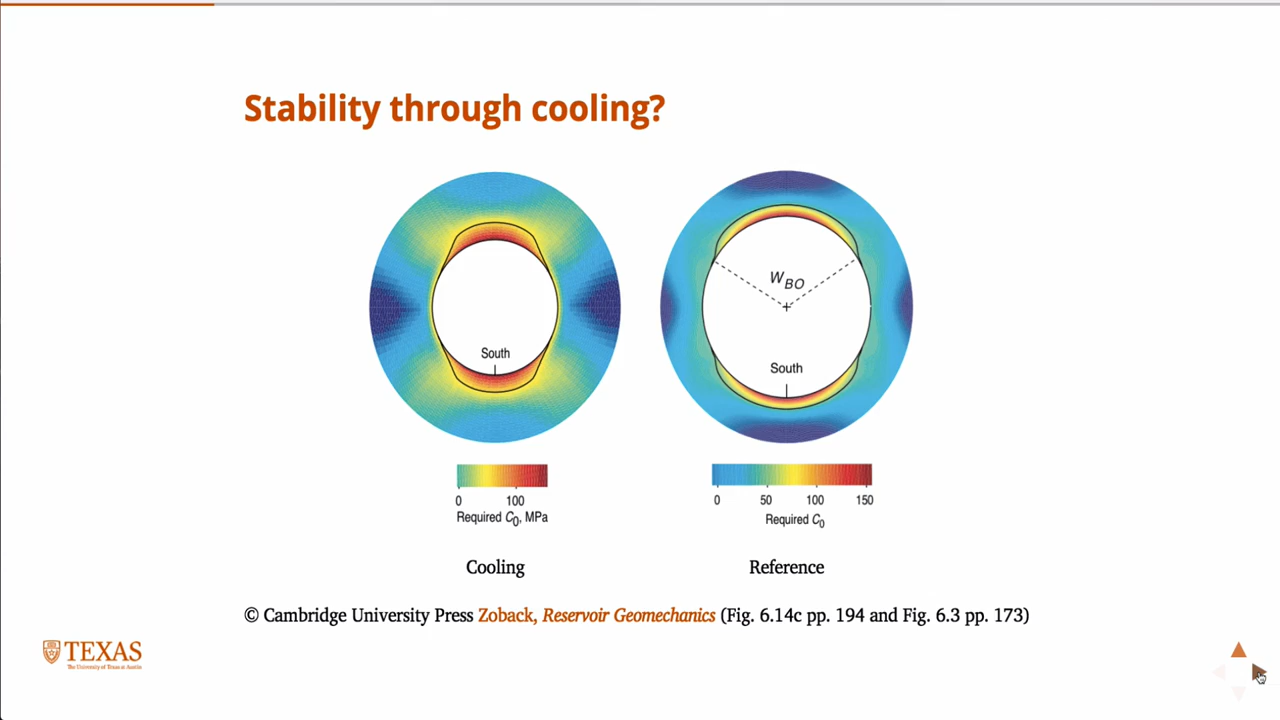 Stability through cooling?
W_BO
South
South
0 100
Required C_0, MPa
0 50 100 150
Required C_0
Cooling
Reference
© Cambridge University Press Zoback, Reservoir Geomechanics (Fig. 6.14c pp. 194 and Fig. 6.3 pp. 173)
TEXAS
The University of Texas at Austin